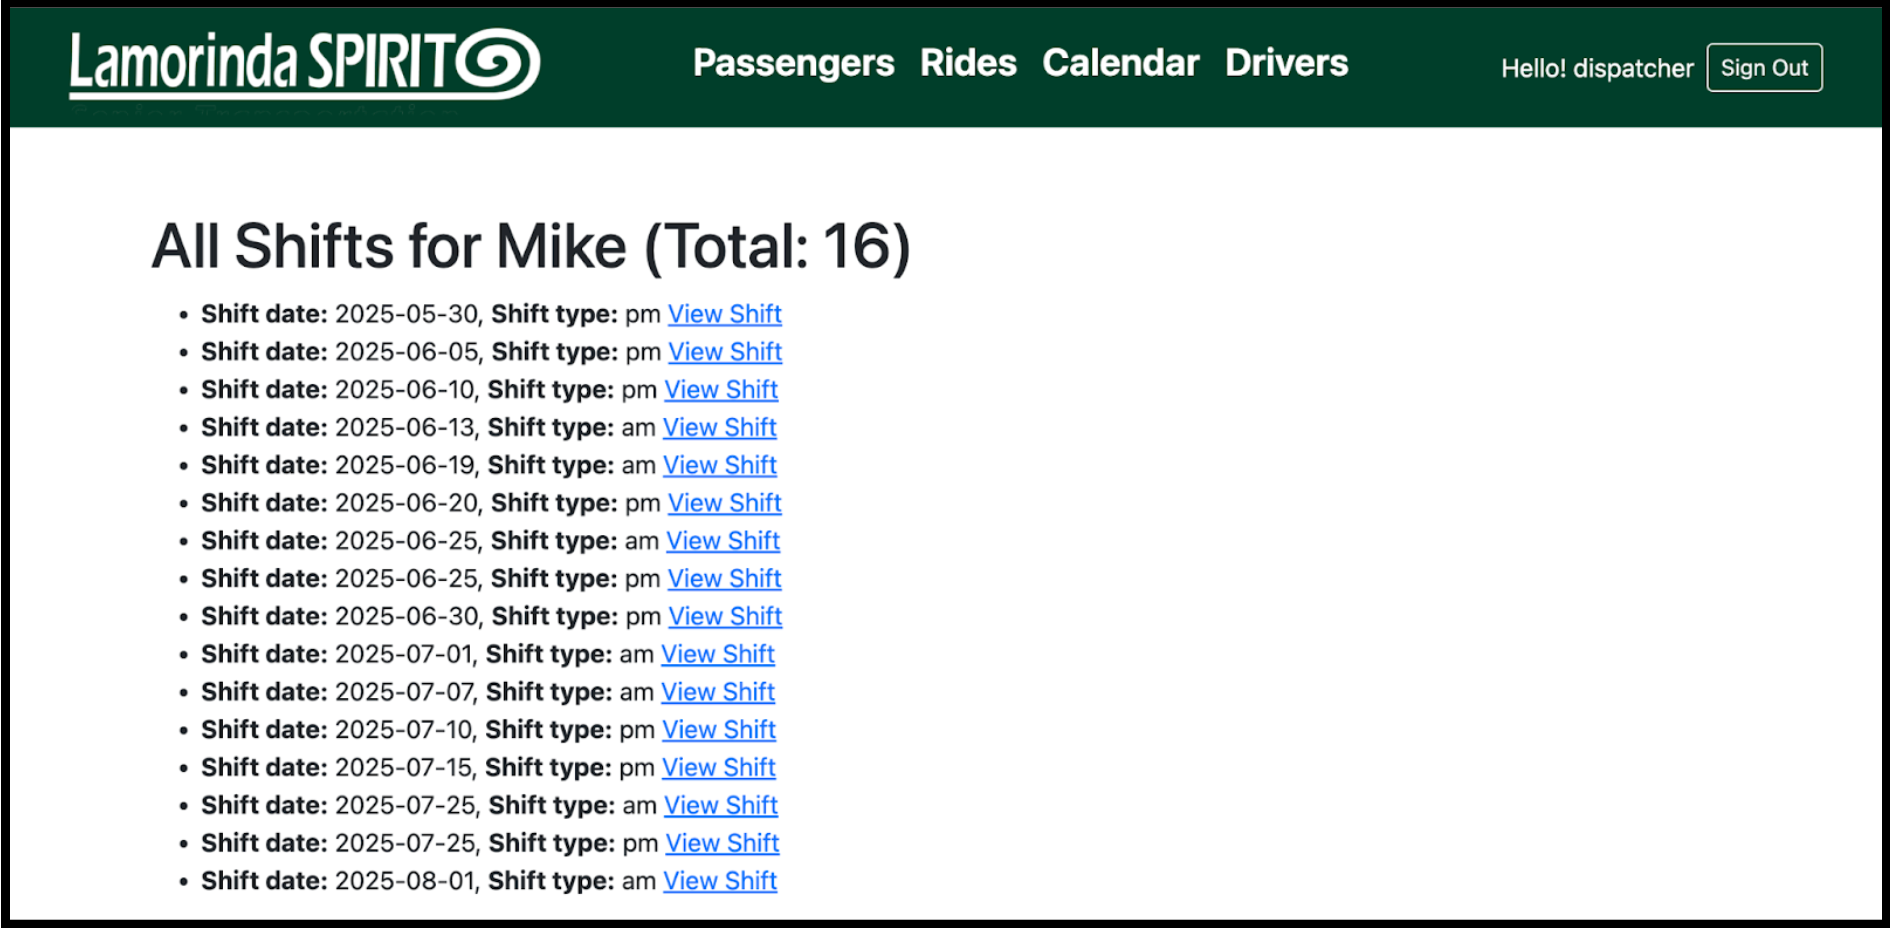 Lamorinda SPIRIT
Passengers Rides Calendar Drivers
Hello! dispatcher Sign Out
All Shifts for Mike (Total: 16)
• Shift date: 2025-05-30, Shift type: pm View Shift
• Shift date: 2025-06-05, Shift type: pm View Shift
• Shift date: 2025-06-10, Shift type: pm View Shift
• Shift date: 2025-06-13, Shift type: am View Shift
• Shift date: 2025-06-19, Shift type: am View Shift
• Shift date: 2025-06-20, Shift type: pm View Shift
• Shift date: 2025-06-25, Shift type: am View Shift
• Shift date: 2025-06-25, Shift type: pm View Shift
• Shift date: 2025-06-30, Shift type: pm View Shift
• Shift date: 2025-07-01, Shift type: am View Shift
• Shift date: 2025-07-07, Shift type: am View Shift
• Shift date: 2025-07-10, Shift type: pm View Shift
• Shift date: 2025-07-15, Shift type: pm View Shift
• Shift date: 2025-07-25, Shift type: am View Shift
• Shift date: 2025-07-25, Shift type: pm View Shift
• Shift date: 2025-08-01, Shift type: am View Shift